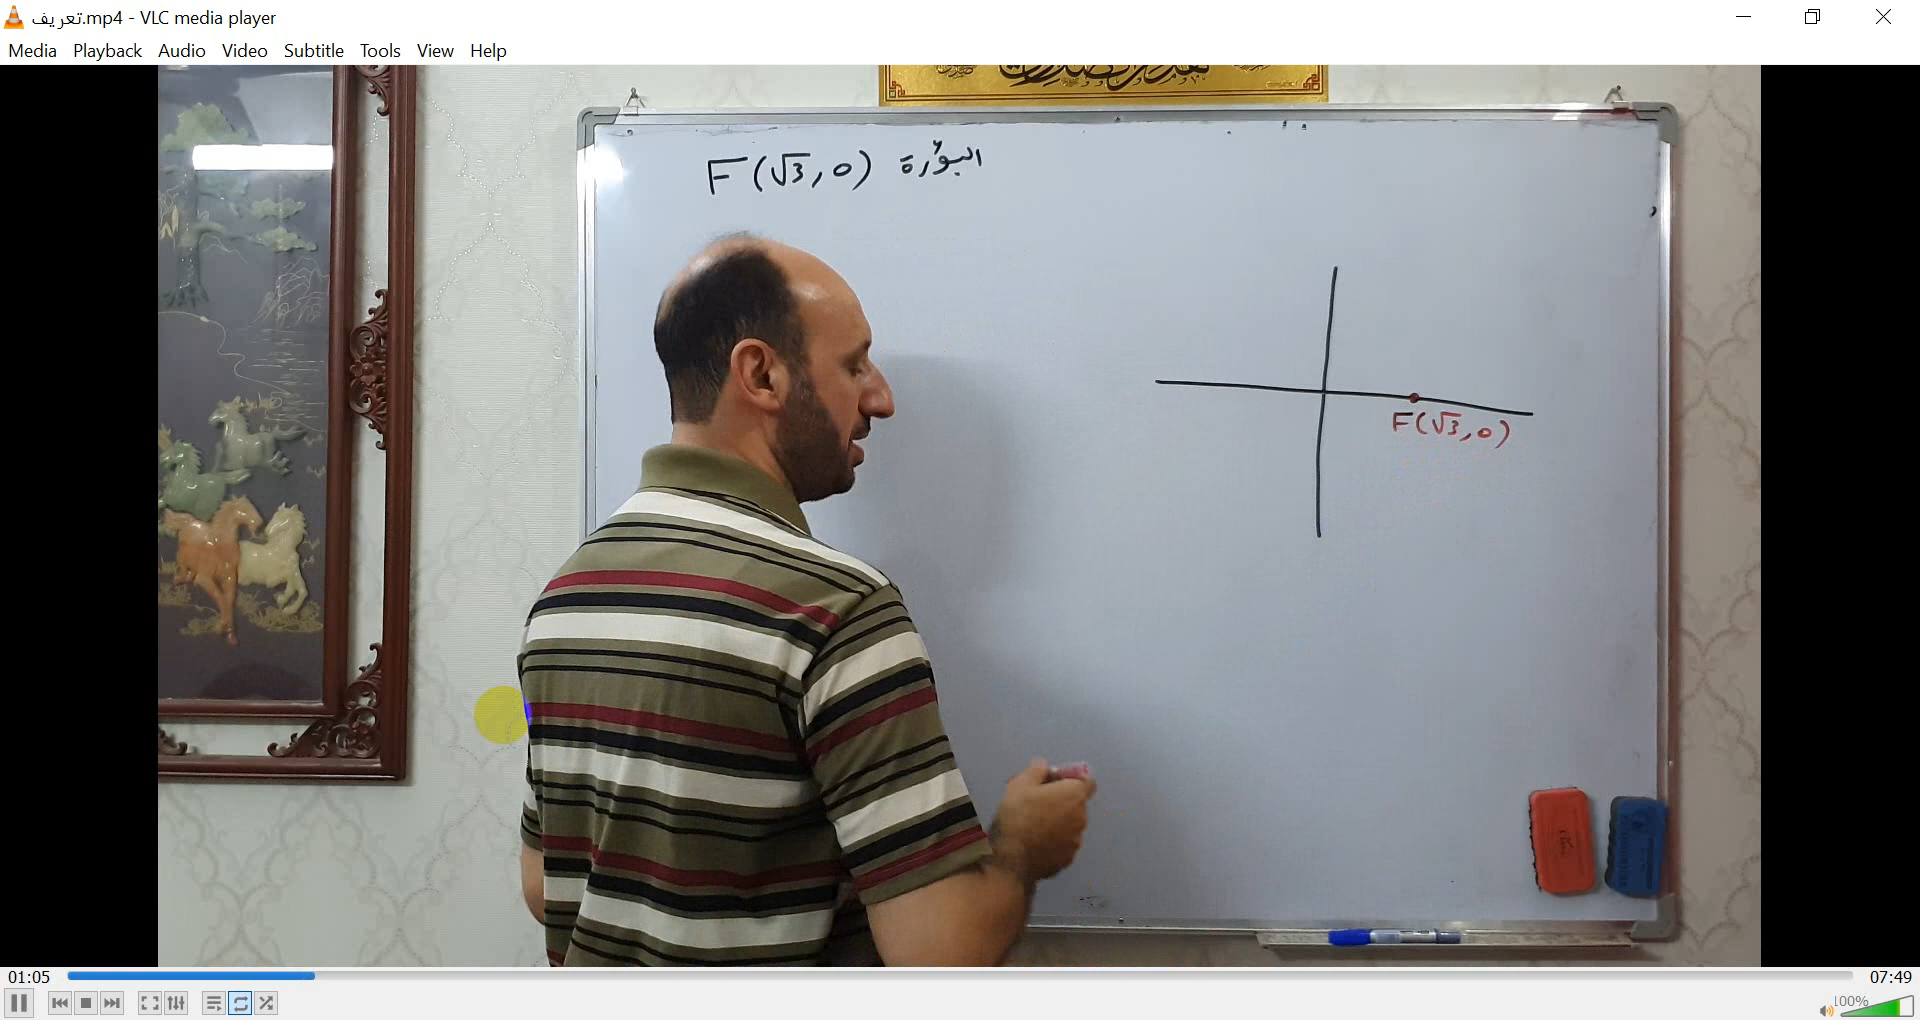 تعريف.mp4 - VLC media player
Media Playback Audio Video Subtitle Tools View Help
F(√3, 0) البؤرة
F(√3, 0)
01:05
07:49
100%